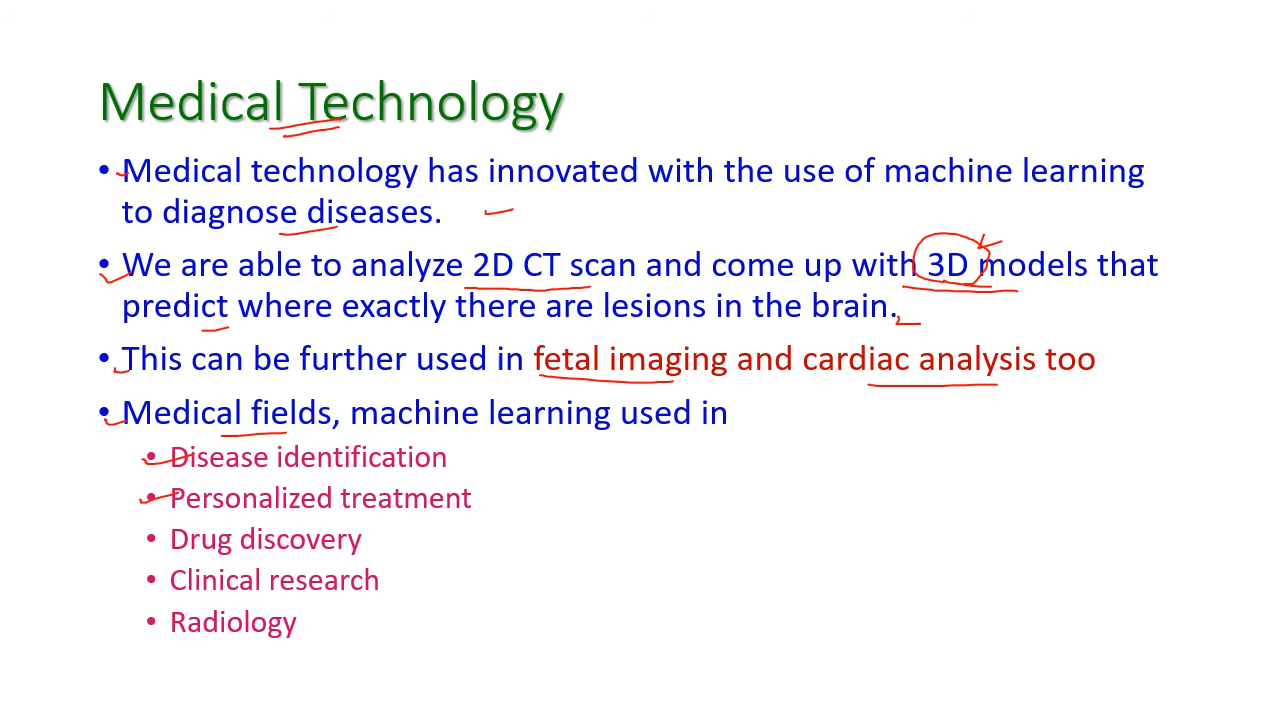 Medical Technology
• Medical technology has innovated with the use of machine learning
to diagnose diseases.
• We are able to analyze 2D CT scan and come up with 3D models that
predict where exactly there are lesions in the brain.
• This can be further used in fetal imaging and cardiac analysis too
• Medical fields, machine learning used in
• Disease identification
• Personalized treatment
• Drug discovery
• Clinical research
• Radiology